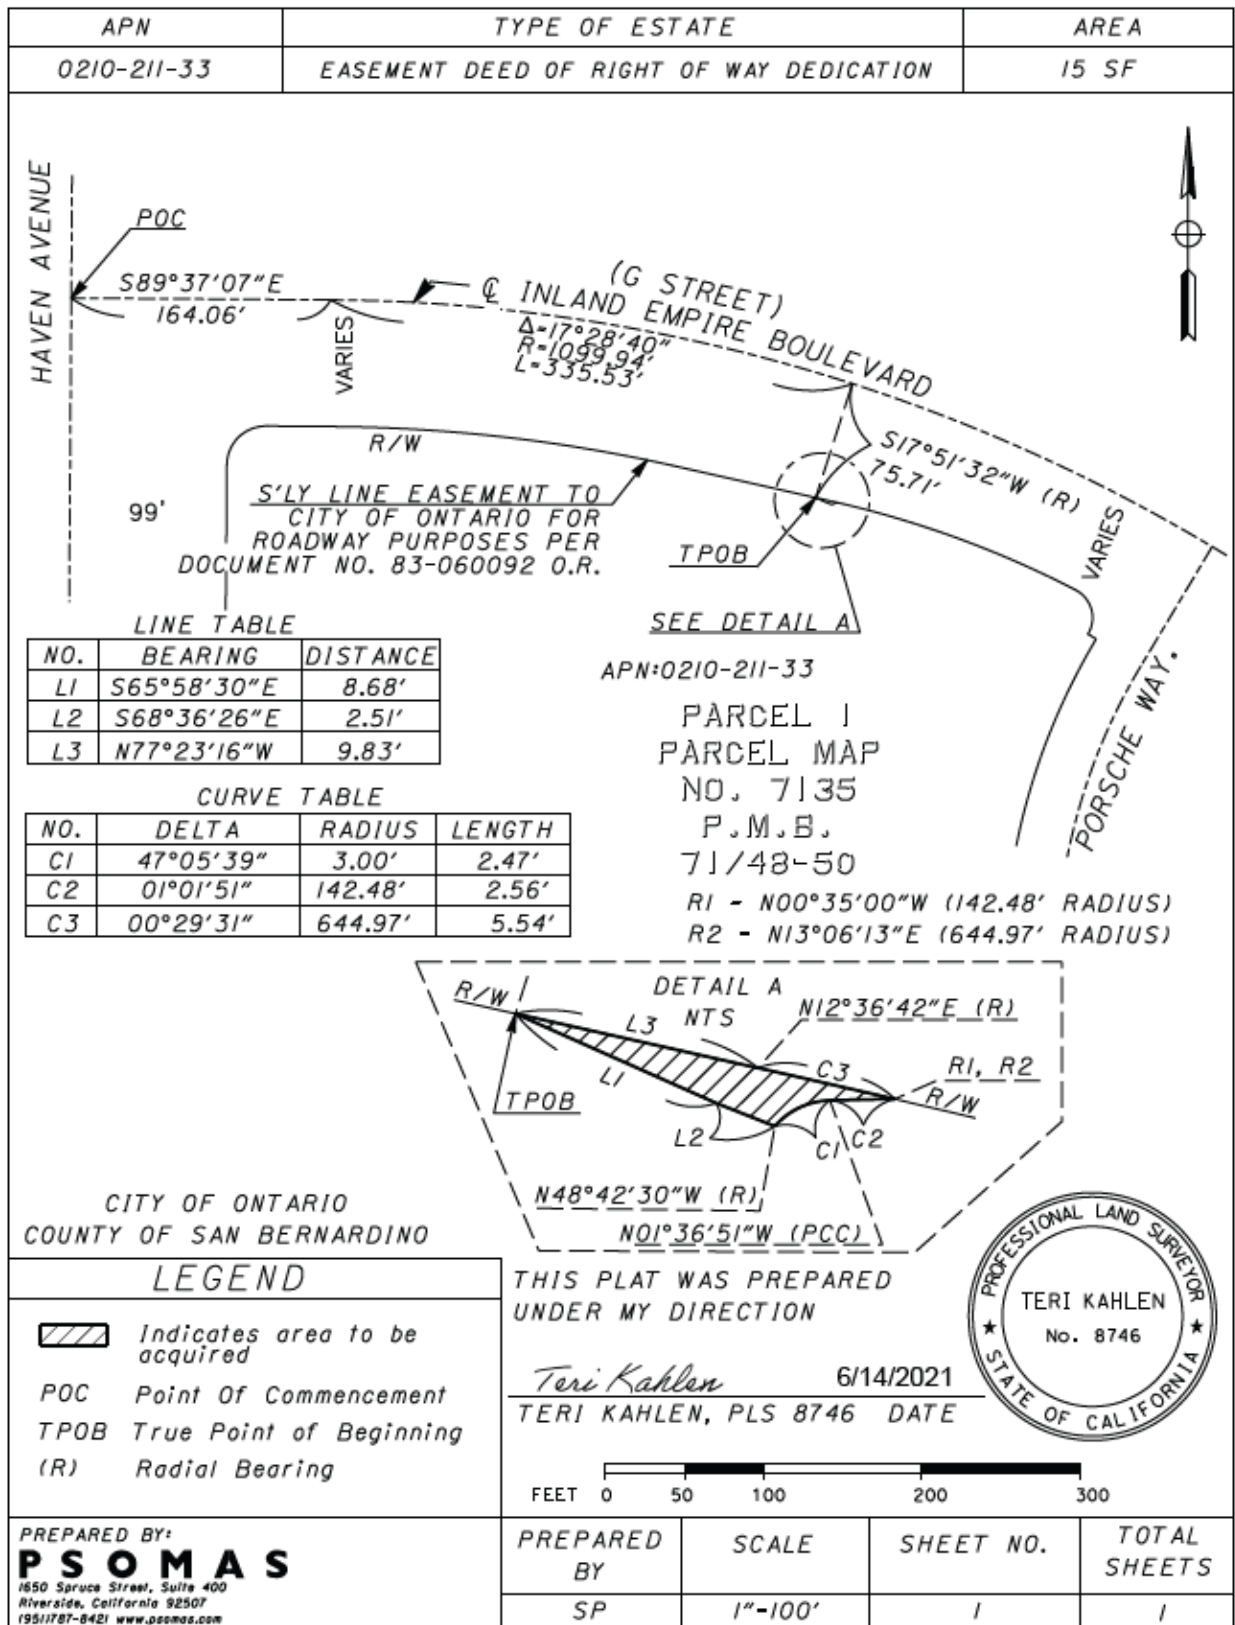 APN TYPE OF ESTATE AREA
0210-211-33 EASEMENT DEED OF RIGHT OF WAY DEDICATION 15 SF
HAVEN AVENUE
POC
S89°37'07"E
164.06'
VARIES
℄ INLAND EMPIRE BOULEVARD
(G STREET)
Δ=17°28'40"
R=1099.94'
L=335.53'
R/W
S17°51'32"W (R)
75.71'
99'
S'LY LINE EASEMENT TO
CITY OF ONTARIO FOR
ROADWAY PURPOSES PER
DOCUMENT NO. 83-060092 O.R.
TPOB
VARIES
SEE DETAIL A
PORSCHE WAY.
LINE TABLE
NO. BEARING DISTANCE
L1 S65°58'30"E 8.68'
L2 S68°36'26"E 2.51'
L3 N77°23'16"W 9.83'
APN:0210-211-33
PARCEL 1
PARCEL MAP
NO. 7135
P.M.B.
71/48-50
CURVE TABLE
NO. DELTA RADIUS LENGTH
C1 47°05'39" 3.00' 2.47'
C2 01°01'51" 142.48' 2.56'
C3 00°29'31" 644.97' 5.54'
R1 - N00°35'00"W (142.48' RADIUS)
R2 - N13°06'13"E (644.97' RADIUS)
DETAIL A
NTS
R/W
L3
N12°36'42"E (R)
C3
R1, R2
R/W
L1
TPOB
L2
C1
C2
N48°42'30"W (R)
N01°36'51"W (PCC)
CITY OF ONTARIO
COUNTY OF SAN BERNARDINO
LEGEND
Indicates area to be
acquired
POC Point Of Commencement
TPOB True Point of Beginning
(R) Radial Bearing
THIS PLAT WAS PREPARED
UNDER MY DIRECTION
Teri Kahlen 6/14/2021
TERI KAHLEN, PLS 8746 DATE
PROFESSIONAL LAND SURVEYOR
TERI KAHLEN
No. 8746
★ STATE OF CALIFORNIA ★
FEET 0 50 100 200 300
PREPARED BY:
PSOMAS
1650 Spruce Street, Suite 400
Riverside, California 92507
(951)787-8421 www.psomas.com
PREPARED BY SCALE SHEET NO. TOTAL SHEETS
SP 1"=100' 1 1